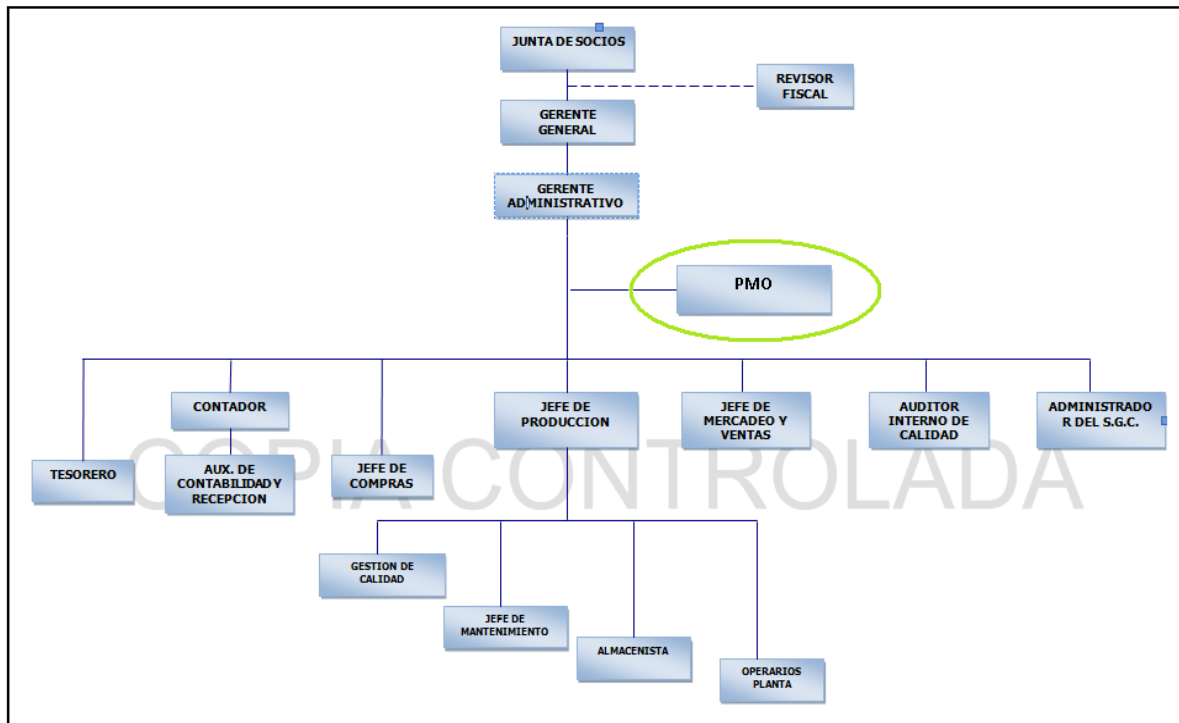 JUNTA DE SOCIOS
REVISOR
FISCAL
GERENTE
GENERAL
GERENTE
ADMINISTRATIVO
PMO
CONTADOR
JEFE DE
PRODUCCION
JEFE DE
MERCADEO Y
VENTAS
AUDITOR
INTERNO DE
CALIDAD
ADMINISTRADO
R DEL S.G.C.
TESORERO
AUX. DE
CONTABILIDAD Y
RECEPCION
JEFE DE
COMPRAS
COPIA CONTROLADA
GESTION DE
CALIDAD
JEFE DE
MANTENIMIENTO
ALMACENISTA
OPERARIOS
PLANTA